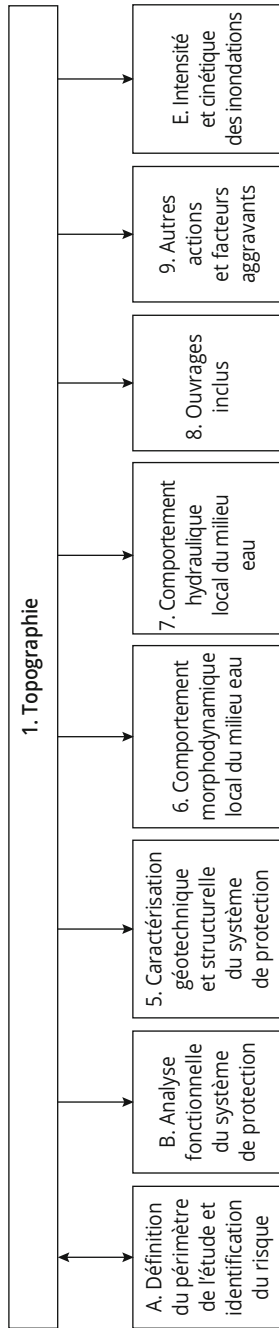 1. Topographie
A. Définition
du périmètre
de l'étude et
identification
du risque
B. Analyse
fonctionnelle
du système
de protection
5. Caractérisation
géotechnique
et structurelle
du système
de protection
6. Comportement
morphodynamique
local du milieu eau
7. Comportement
hydraulique
local du milieu
eau
8. Ouvrages
inclus
9. Autres
actions
et facteurs
aggravants
E. Intensité
et cinétique
des inondations